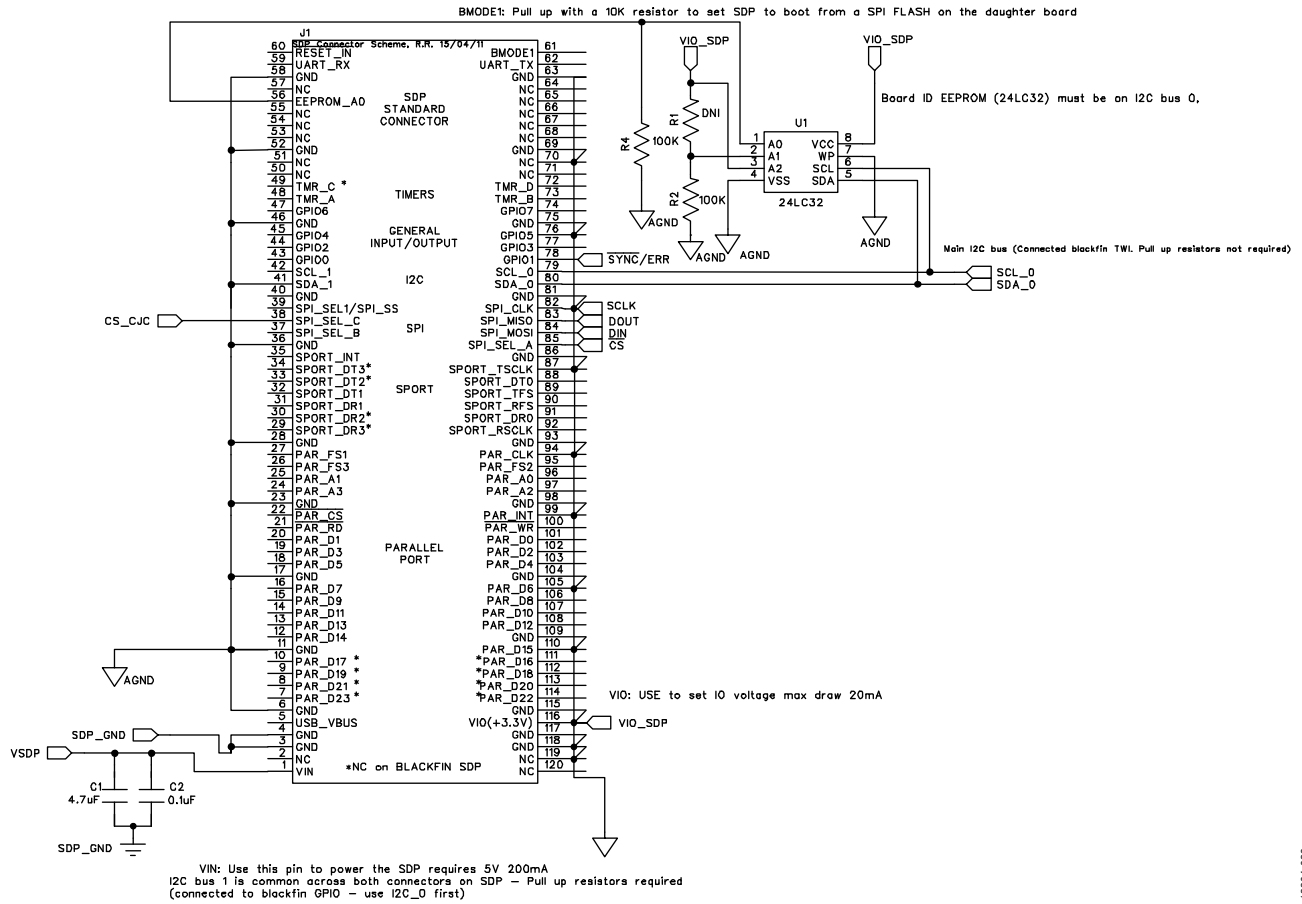 BMODE1: Pull up with a 10K resistor to set SDP to boot from a SPI FLASH on the daughter board
J1
SDP Connector Scheme, R.R. 15/04/11
60 RESET_IN BMODE1 61
59 UART_RX UART_TX 62
58 GND GND 63
57 NC NC 64
56 EEPROM_A0 NC 65
55 NC NC 66
54 NC NC 67
53 NC NC 68
52 GND GND 69
51 NC NC 70
50 NC NC 71
49 TMR_C * TMR_D 72
48 TMR_A TMR_B 73
47 GPIO6 GPIO7 74
46 GND GND 75
45 GPIO4 GPIO5 76
44 GPIO2 GPIO3 77
43 GPIO0 GPIO1 78
42 SCL_1 SCL_0 79
41 SDA_1 SDA_0 80
40 GND GND 81
39 SPI_SEL1/SPI_SS SPI_CLK 82
38 SPI_SEL_C SPI_MISO 83
37 SPI_SEL_B SPI_MOSI 84
36 GND SPI_SEL_A 85
35 SPORT_INT GND 86
34 SPORT_DT3* SPORT_TSCLK 87
33 SPORT_DT2* SPORT_DT0 88
32 SPORT_DT1 SPORT_TFS 89
31 SPORT_DR1 SPORT_RFS 90
30 SPORT_DR2* SPORT_DR0 91
29 SPORT_DR3* SPORT_RSCLK 92
28 GND GND 93
27 PAR_FS1 PAR_CLK 94
26 PAR_FS3 PAR_FS2 95
25 PAR_A1 PAR_A0 96
24 PAR_A3 PAR_A2 97
23 GND GND 98
22 PAR_CS PAR_INT 99
21 PAR_RD PAR_WR 100
20 PAR_D1 PAR_D0 101
19 PAR_D3 PAR_D2 102
18 PAR_D5 PAR_D4 103
17 GND GND 104
16 PAR_D7 PAR_D6 105
15 PAR_D9 PAR_D8 106
14 PAR_D11 PAR_D10 107
13 PAR_D13 PAR_D12 108
12 PAR_D14 GND 109
11 GND PAR_D15 110
10 PAR_D17 * *PAR_D16 111
9 PAR_D19 * *PAR_D18 112
8 PAR_D21 * *PAR_D20 113
7 PAR_D23 * *PAR_D22 114
6 GND GND 115
5 USB_VBUS VIO(+3.3V) 116
4 GND GND 117
3 GND GND 118
2 NC NC 119
1 VIN NC 120
SDP
STANDARD
CONNECTOR
TIMERS
GENERAL
INPUT/OUTPUT
I2C
SPI
SPORT
PARALLEL
PORT
*NC on BLACKFIN SDP
CS_CJC
AGND
SDP_GND
VSDP
C1
4.7uF
C2
0.1uF
SDP_GND
VIN: Use this pin to power the SDP requires 5V 200mA
I2C bus 1 is common across both connectors on SDP – Pull up resistors required
(connected to blackfin GPIO – use I2C_0 first)
VIO_SDP
VIO_SDP
Board ID EEPROM (24LC32) must be on I2C bus 0.
R1
DNI
R4
100K
R2
100K
U1
1 A0 VCC 8
2 A1 WP 7
3 A2 SCL 6
4 VSS SDA 5
24LC32
AGND
AGND
AGND
AGND
Main I2C bus (Connected blackfin TWI. Pull up resistors not required)
SYNC/ERR
SCL_0
SDA_0
SCLK
DOUT
DIN
CS
VIO: USE to set IO voltage max draw 20mA
VIO_SDP